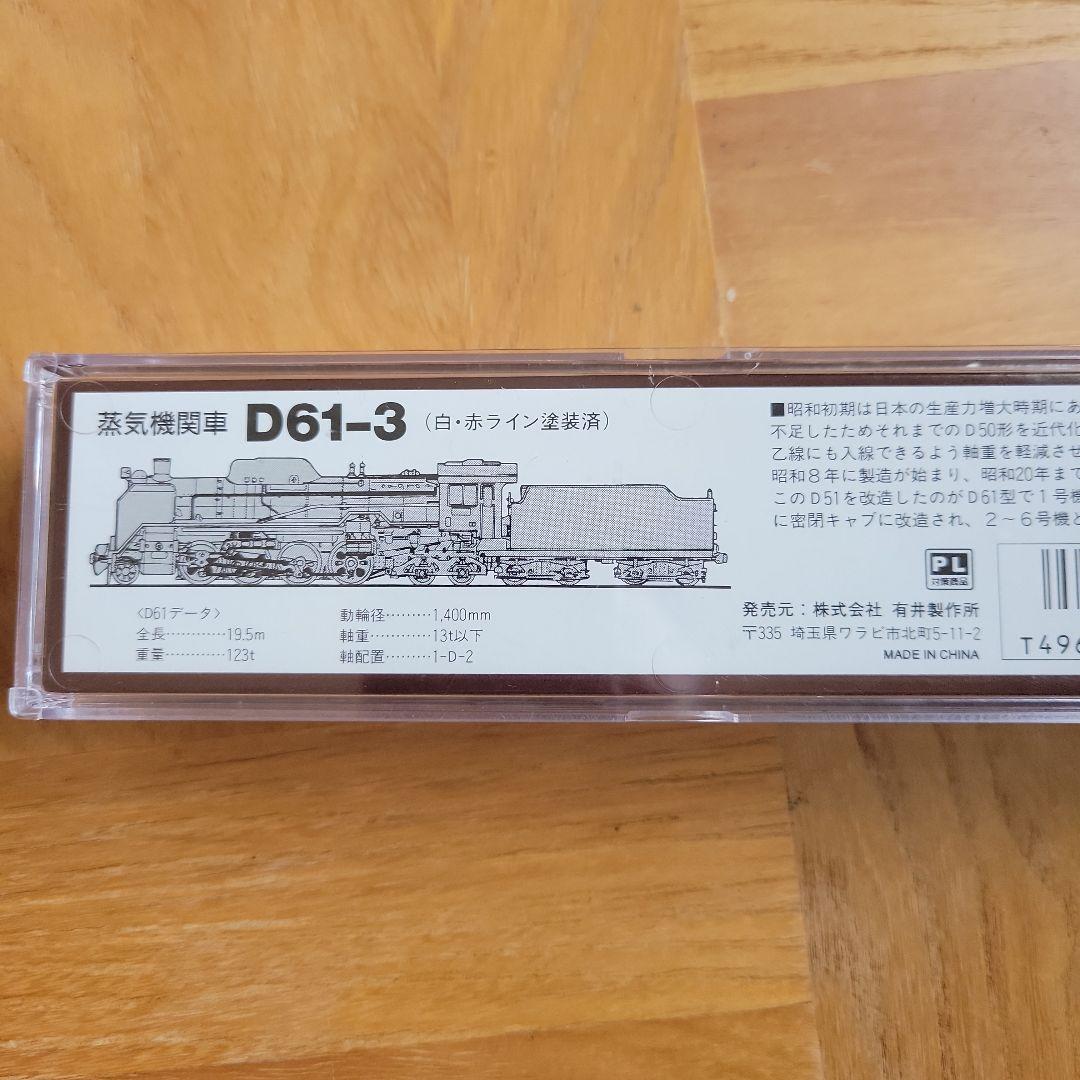 蒸気機関車 D61-3 (白・赤ライン塗装済)
〈D61データ〉
全長…………19.5m
重量…………123t
動輪径………1,400mm
軸重…………13t以下
軸配置………1-D-2
■昭和初期は日本の生産力増大時期にあ
不足したためそれまでのD50形を近代化
乙線にも入線できるよう軸重を軽減させ
昭和8年に製造が始まり、昭和20年まで
このD51を改造したのがD61型で1号機
に密閉キャブに改造され、2〜6号機と
PL
対策商品
発売元：株式会社 有井製作所
〒335 埼玉県ワラビ市北町5-11-2
MADE IN CHINA
T496